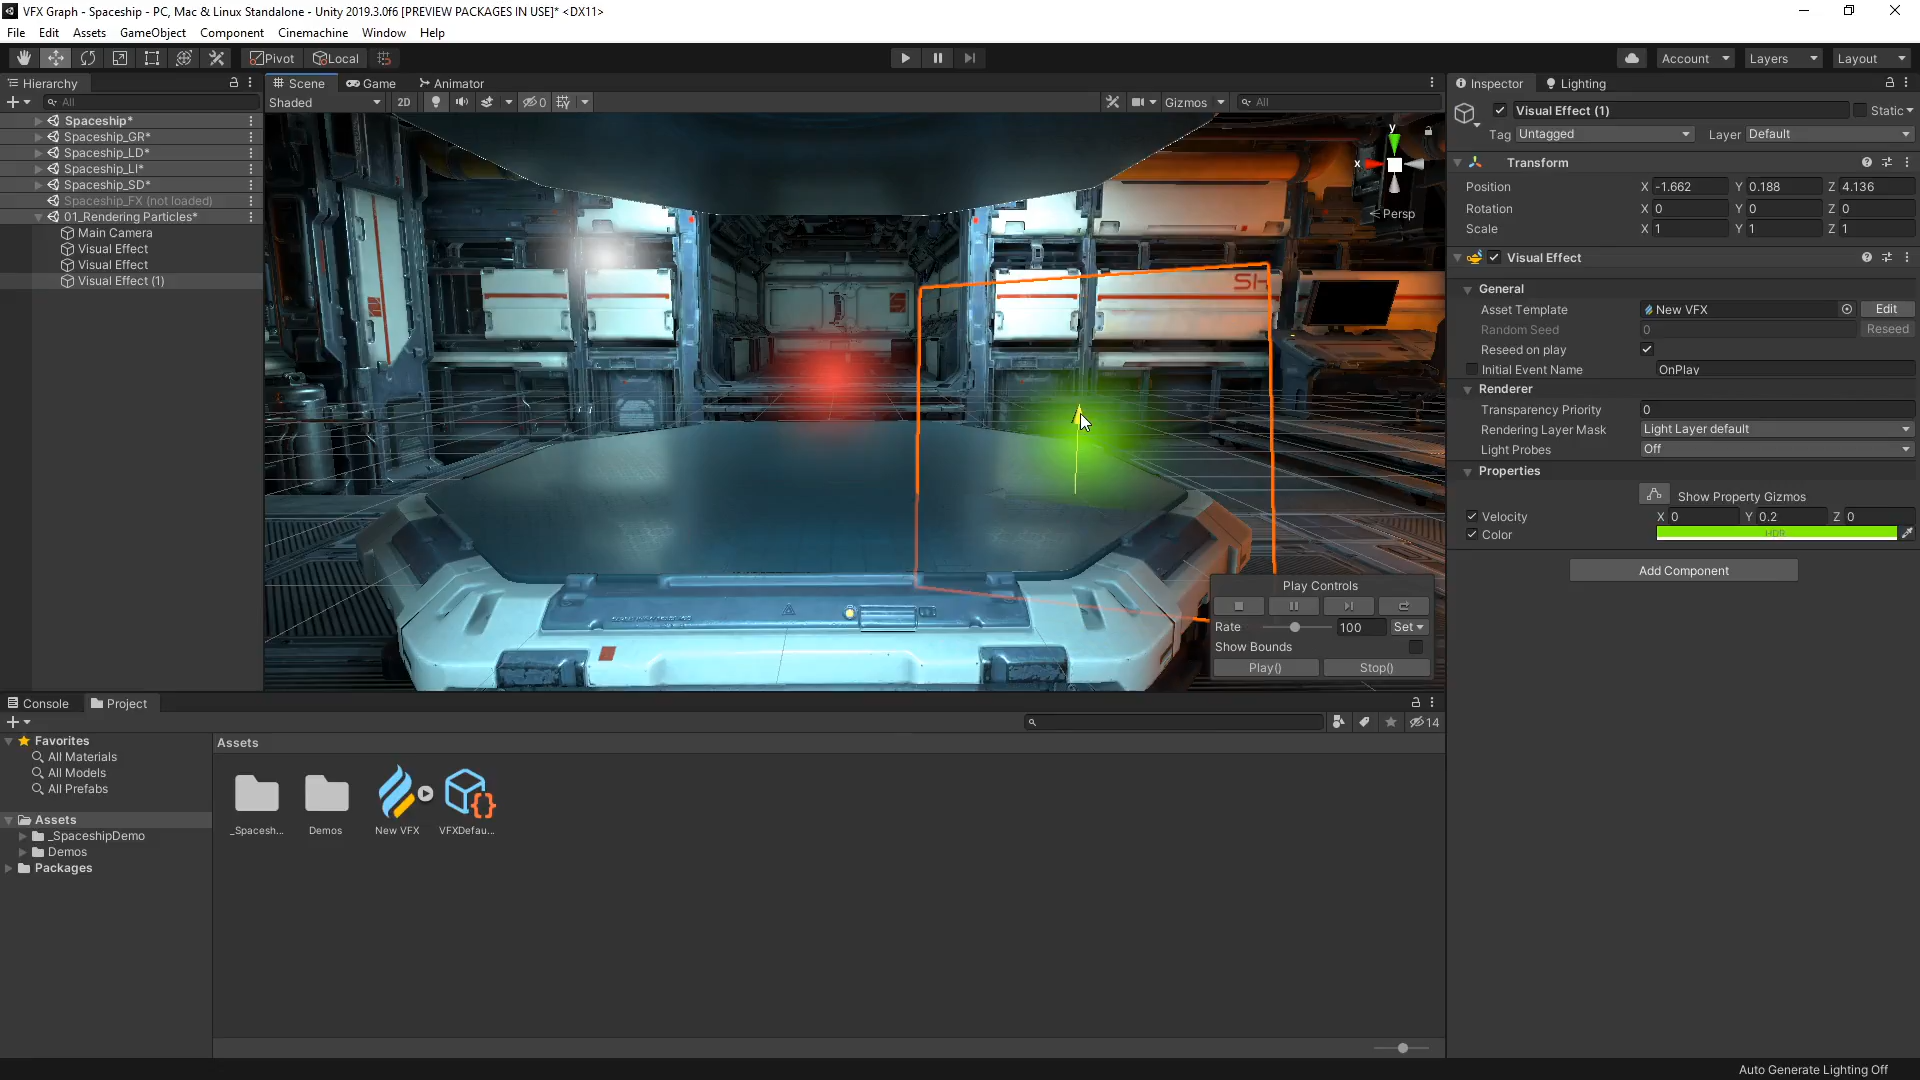 VFX Graph - Spaceship - PC, Mac & Linux Standalone - Unity 2019.3.0f6 [PREVIEW PACKAGES IN USE]* <DX11>
File Edit Assets GameObject Component Cinemachine Window Help
Pivot Local Account Layers Layout
Hierarchy
All
Spaceship*
Spaceship_GR*
Spaceship_LD*
Spaceship_LI*
Spaceship_SD*
Spaceship_FX (not loaded)
01_Rendering Particles*
Main Camera
Visual Effect
Visual Effect
Visual Effect (1)
Scene Game Animator
Shaded 2D 0 Gizmos All
y
x
Persp
SH
Play Controls
Rate 100 Set
Show Bounds
Play() Stop()
Inspector Lighting
Visual Effect (1) Static
Tag Untagged Layer Default
Transform
Position X -1.662 Y 0.188 Z 4.136
Rotation X 0 Y 0 Z 0
Scale X 1 Y 1 Z 1
Visual Effect
General
Asset Template New VFX Edit
Random Seed 0 Reseed
Reseed on play
Initial Event Name OnPlay
Renderer
Transparency Priority 0
Rendering Layer Mask Light Layer default
Light Probes Off
Properties
Show Property Gizmos
Velocity X 0 Y 0.2 Z 0
Color HDR
Add Component
Console Project
14
Favorites
All Materials
All Models
All Prefabs
Assets
_SpaceshipDemo
Demos
Packages
Assets
_Spacesh... Demos New VFX VFXDefau...
Auto Generate Lighting Off